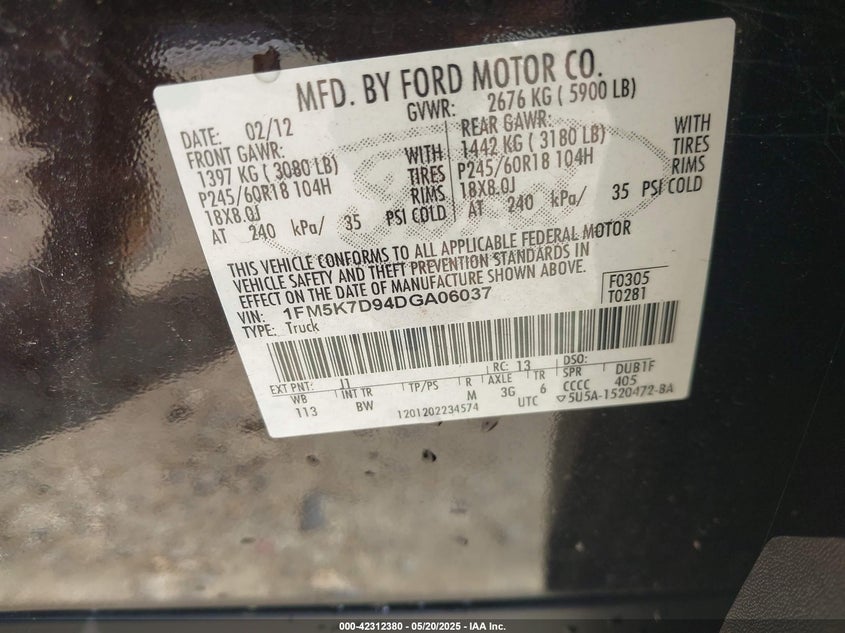 MFD. BY FORD MOTOR CO.
DATE: 02/12 GVWR: 2676 KG ( 5900 LB)
FRONT GAWR: REAR GAWR:
1397 KG ( 3080 LB) WITH 1442 KG ( 3180 LB) WITH
P245/60R18 104H TIRES P245/60R18 104H TIRES
18X8.0J RIMS 18X8.0J RIMS
AT 240 kPa/ 35 PSI COLD AT 240 kPa/ 35 PSI COLD
THIS VEHICLE CONFORMS TO ALL APPLICABLE FEDERAL MOTOR
VEHICLE SAFETY AND THEFT PREVENTION STANDARDS IN
EFFECT ON THE DATE OF MANUFACTURE SHOWN ABOVE.
VIN: 1FM5K7D94DGA06037 F0305
TYPE: Truck T0281
EXT PNT: J1 RC: 13 DSO:
WB INT TR TP/PS R AXLE TR SPR DUB1F
113 BW M 3G 6 CCCC 405
1201202234574 UTC ▽5U5A-1520472-BA
000-42312380 - 05/20/2025 - IAA Inc.